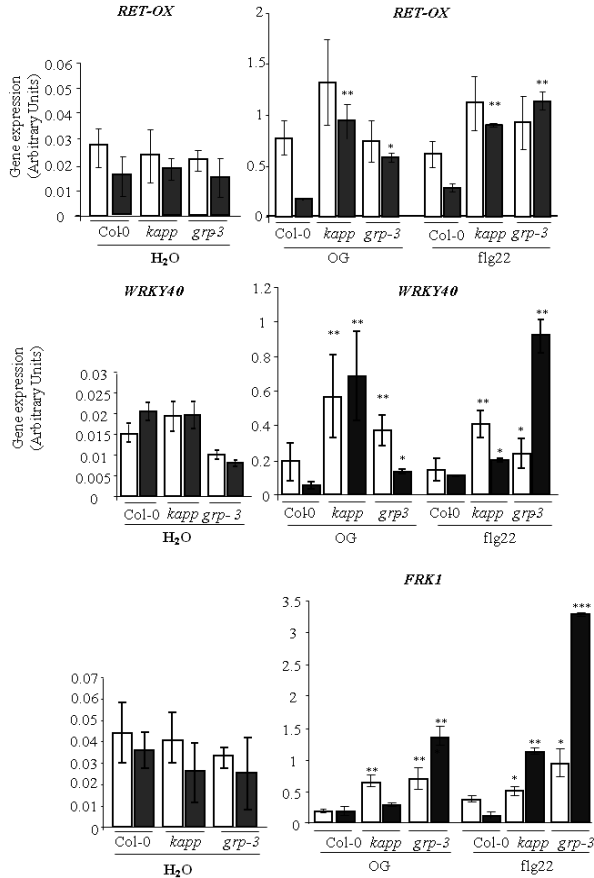 RET-OX
RET-OX
Gene expression
(Arbitrary Units)
0.06
0.05
0.04
0.03
0.02
0.01
0
2
1.5
1
0.5
0
**
*
**
**
Col-0 kapp grp-3
H2O
Col-0 kapp grp-3
OG
Col-0 kapp grp-3
flg22
WRKY40
WRKY40
Gene expression
(Arbitrary Units)
0.03
0.025
0.02
0.015
0.01
0.005
0
1.2
1
0.8
0.6
0.4
0.2
0
**
**
**
*
**
*
*
**
Col-0 kapp grp-3
H2O
Col-0 kapp grp-3
OG
Col-0 kapp grp-3
flg22
FRK1
0.07
0.06
0.05
0.04
0.03
0.02
0.01
0
3.5
3
2.5
2
1.5
1
0.5
0
**
**
**
*
**
*
***
Col-0 kapp grp-3
H2O
Col-0 kapp grp-3
OG
Col-0 kapp grp-3
flg22